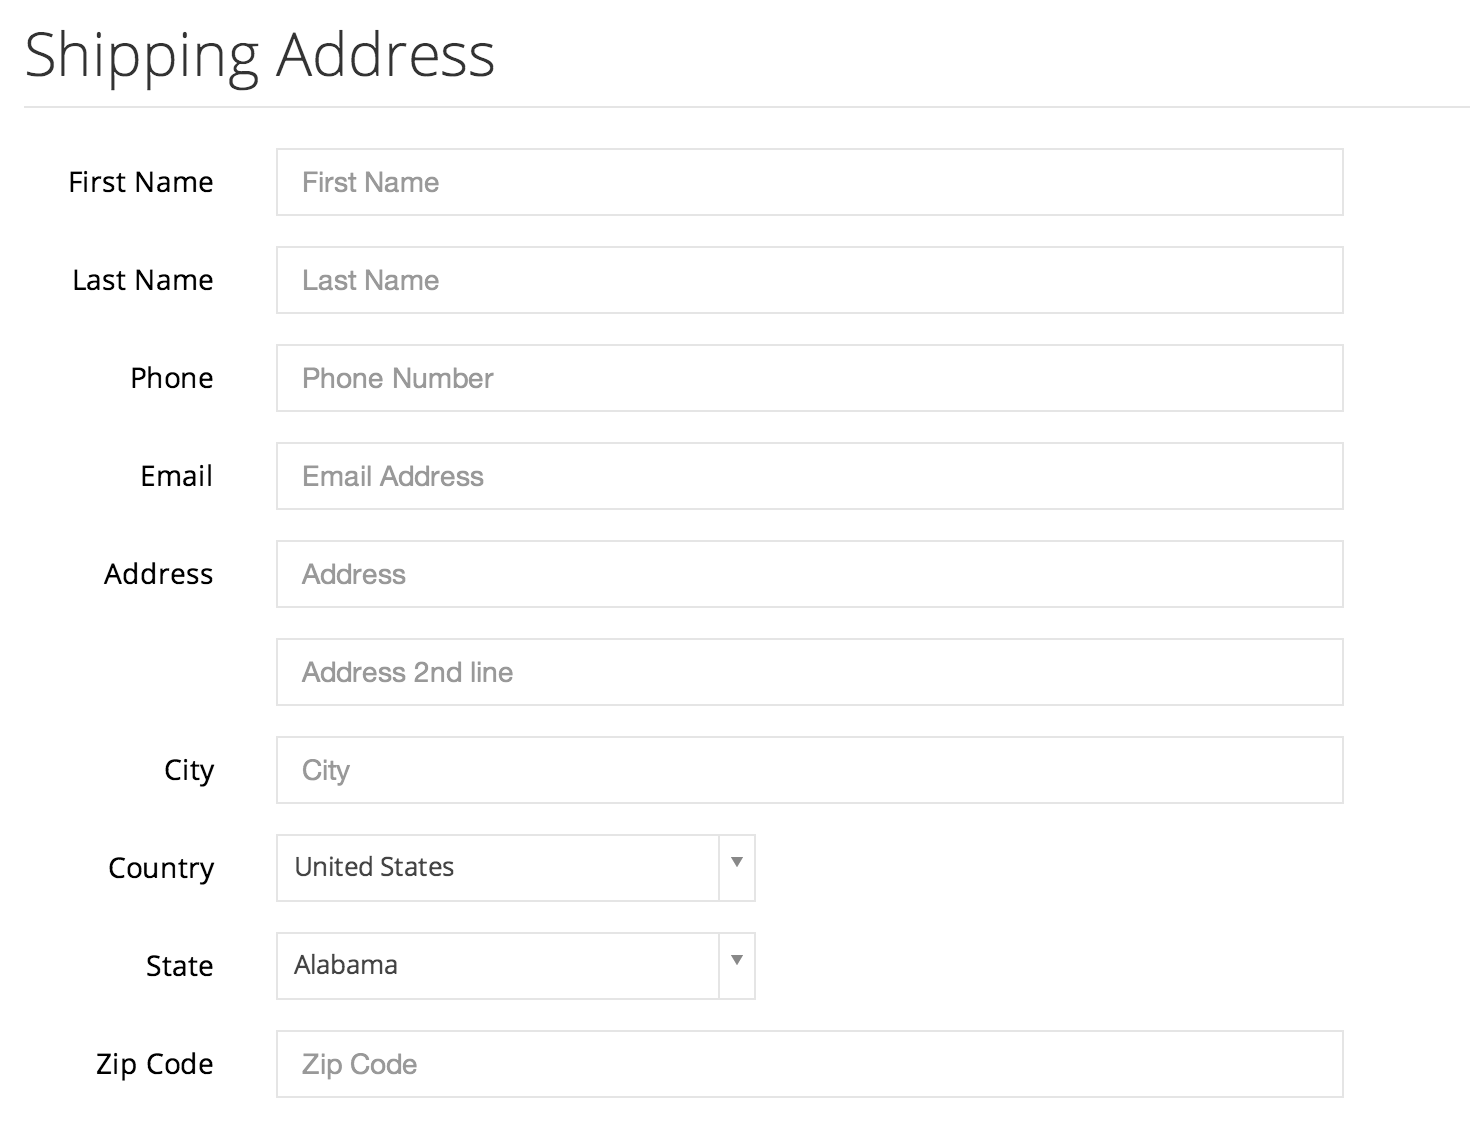 Shipping Address
First Name First Name
Last Name Last Name
Phone Phone Number
Email Email Address
Address Address
Address 2nd line
City City
Country United States
State Alabama
Zip Code Zip Code